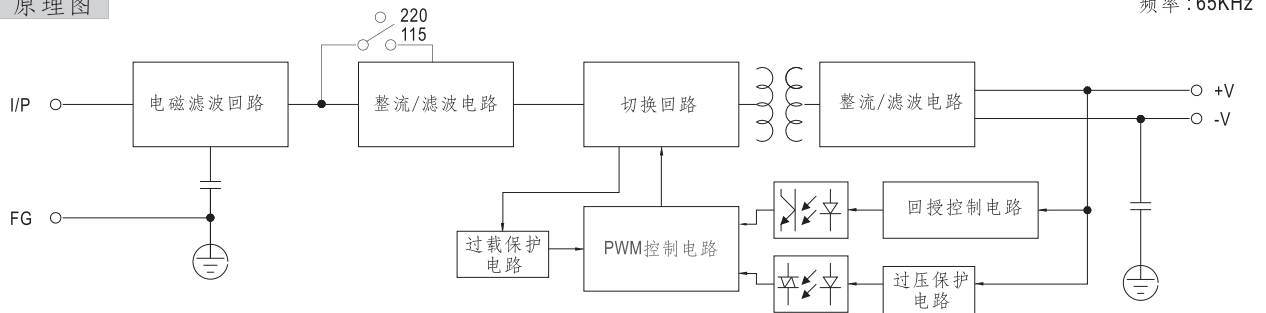 原理图
频率:65KHz
220
115
I/P
电磁滤波回路
整流/滤波电路
切换回路
整流/滤波电路
+V
-V
FG
过载保护
电路
PWM控制电路
回授控制电路
过压保护
电路